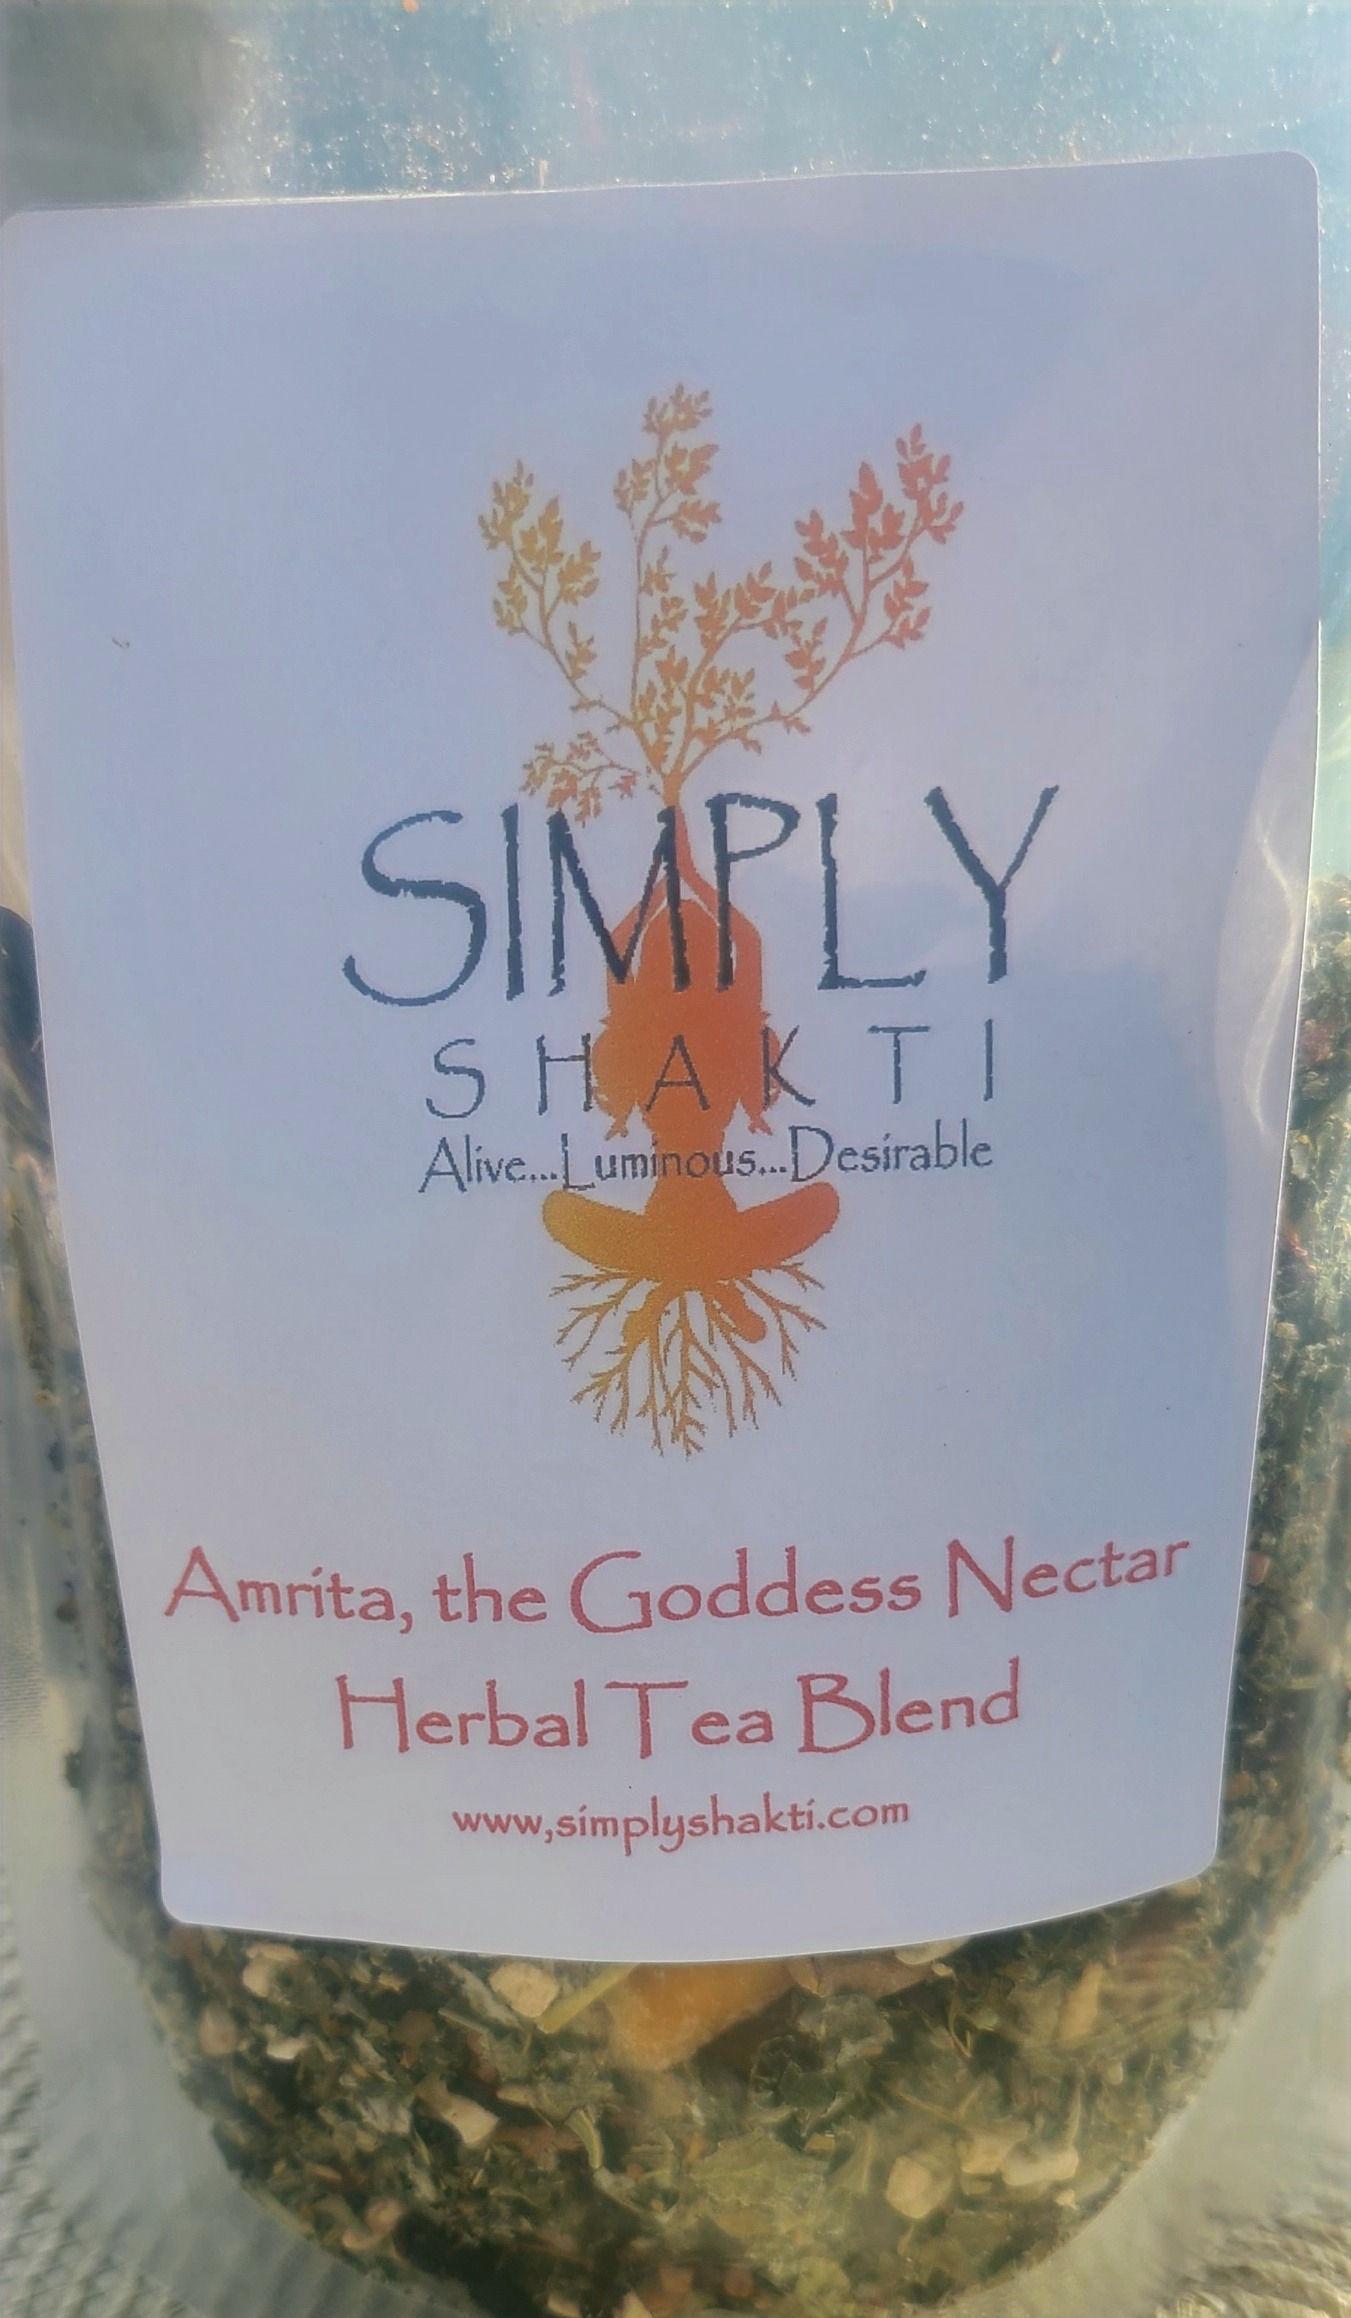 SIMPLY
SHAKTI
Alive...Luminous...Desirable
Amrita, the Goddess Nectar
Herbal Tea Blend
www,simplyshakti.com